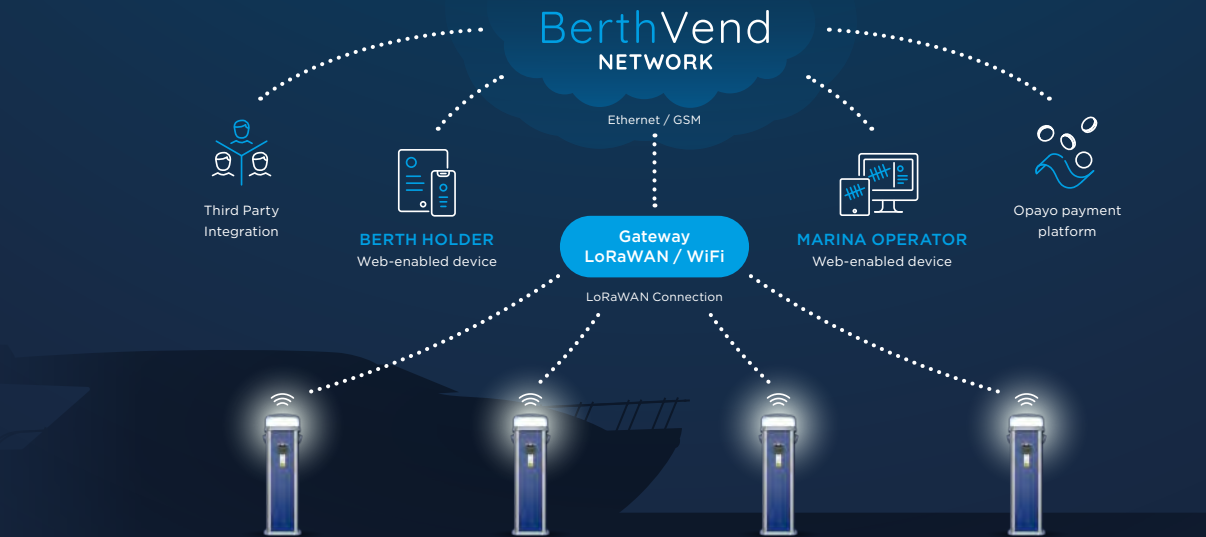 BerthVend
NETWORK
Ethernet / GSM
Third Party
Integration
BERTH HOLDER
Web-enabled device
Gateway
LoRaWAN / WiFi
MARINA OPERATOR
Web-enabled device
Opayo payment
platform
LoRaWAN Connection